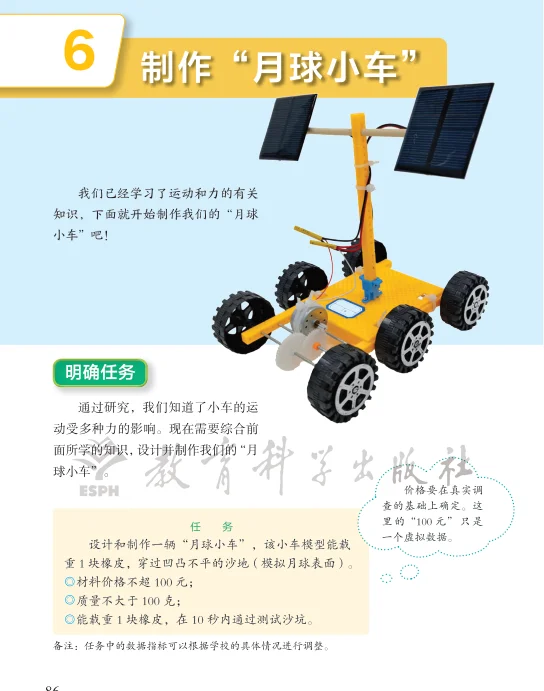 6
制作“月球小车”
我们已经学习了运动和力的有关
知识，下面就开始制作我们的“月球
小车”吧！
明确任务
通过研究，我们知道了小车的运
动受多种力的影响。现在需要综合前
面所学的知识，设计并制作我们的“月
球小车”。
ESPH 教育科学出版社
价格要在真实调
查的基础上确定。这
里的“100 元”只是
一个虚拟数据。
任 务
设计和制作一辆“月球小车”，该小车模型能载
重 1 块橡皮，穿过凹凸不平的沙地（模拟月球表面）。
◎材料价格不超 100 元；
◎质量不大于 100 克；
◎能载重 1 块橡皮，在 10 秒内通过测试沙坑。
备注：任务中的数据指标可以根据学校的具体情况进行调整。
86